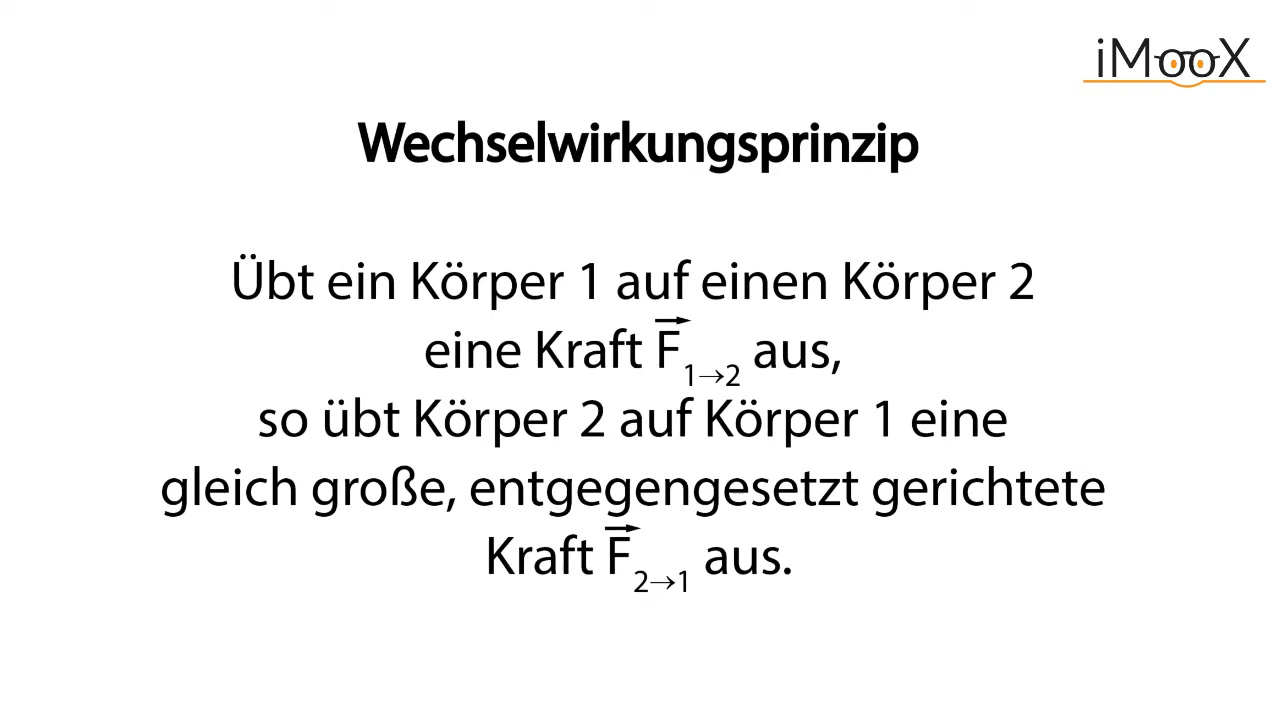 iMooX
Wechselwirkungsprinzip
Übt ein Körper 1 auf einen Körper 2
eine Kraft F⃗₁→₂ aus,
so übt Körper 2 auf Körper 1 eine
gleich große, entgegengesetzt gerichtete
Kraft F⃗₂→₁ aus.